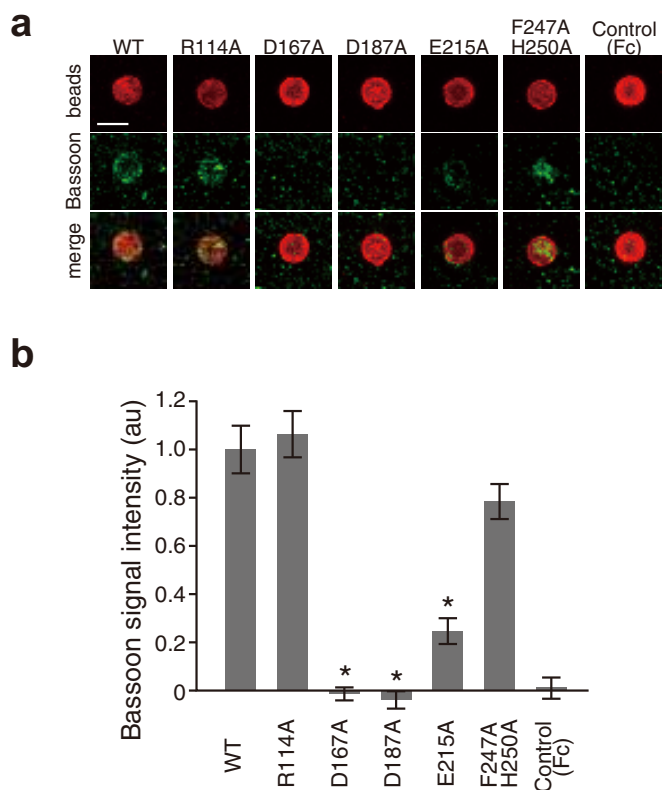 a
WT R114A D167A D187A E215A F247A H250A Control (Fc)
beads
Bassoon
merge
b
Bassoon signal intensity (au)
1.2
1.0
0.8
0.6
0.4
0.2
0
* * *
WT
R114A
D167A
D187A
E215A
F247A
H250A
Control
(Fc)